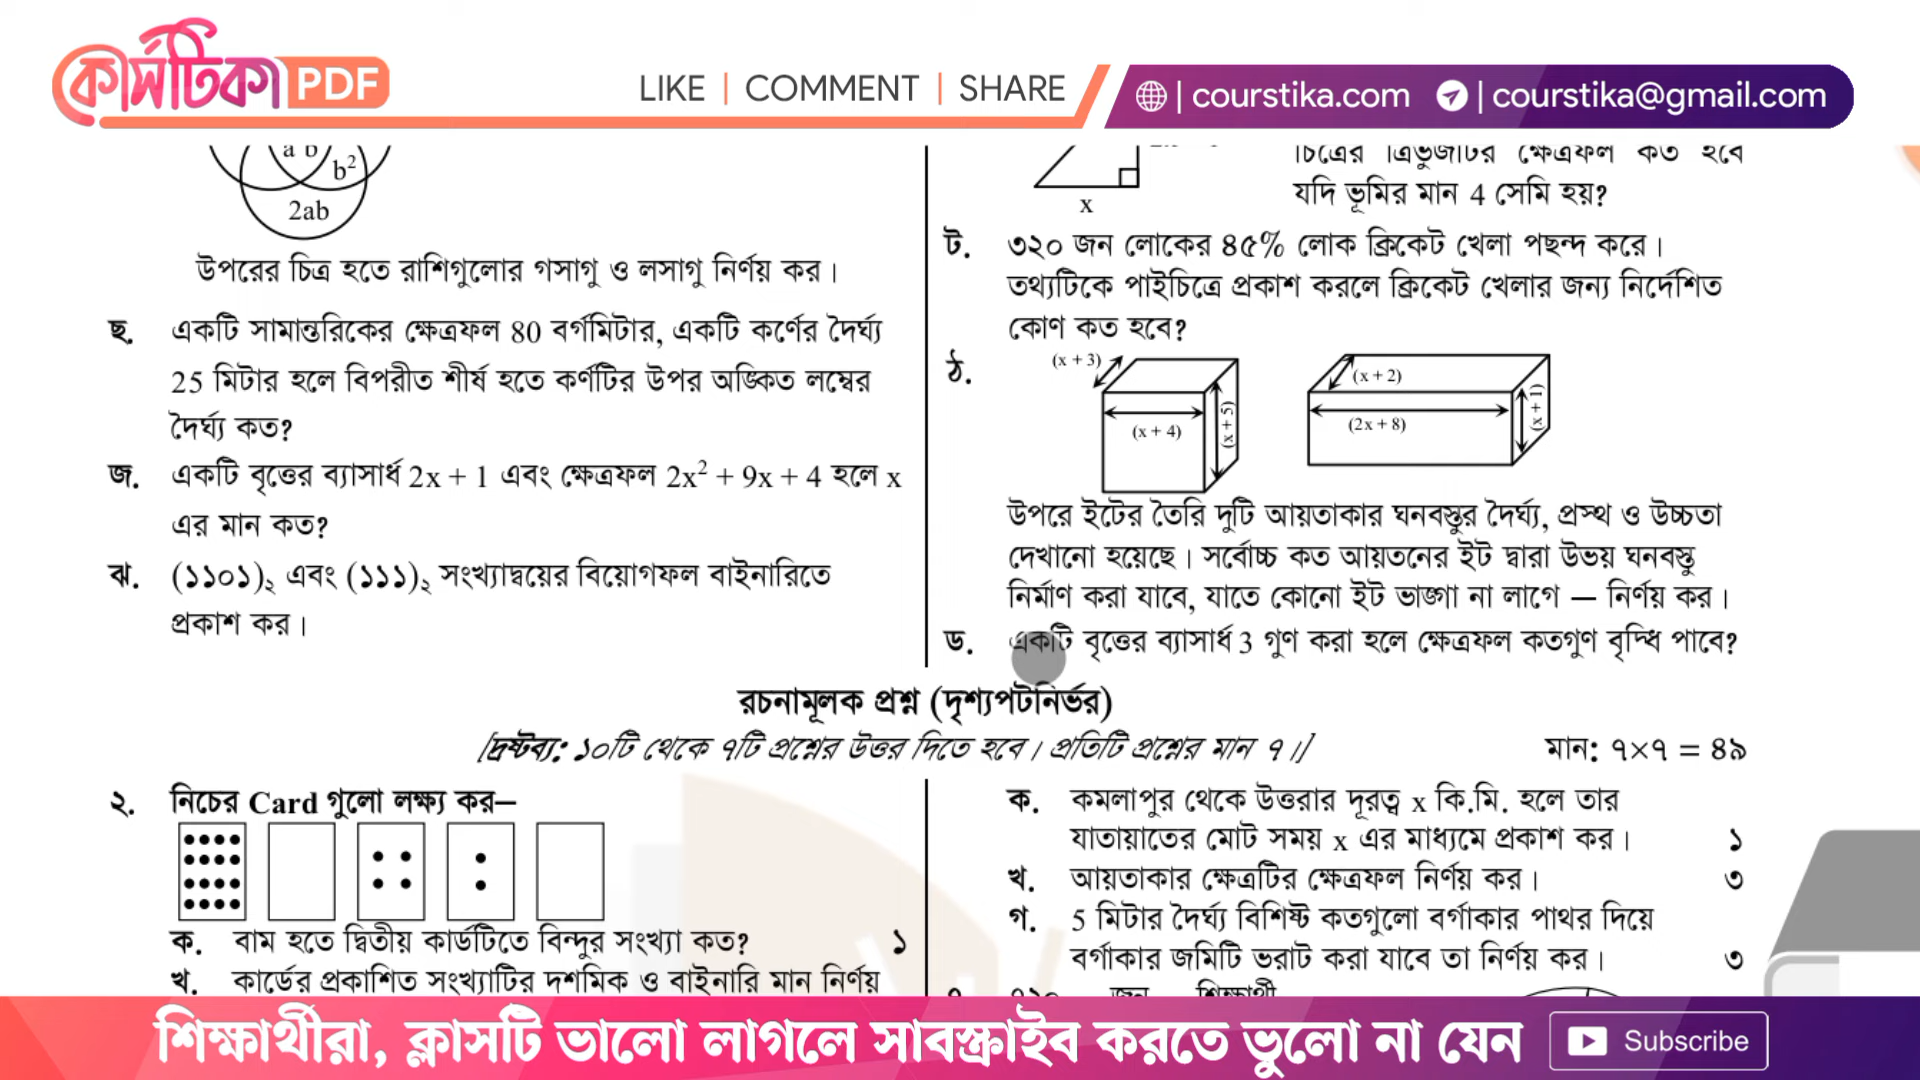 কোর্সটিকা PDF
LIKE | COMMENT | SHARE
| courstika.com | courstika@gmail.com
a b
b²
2ab
উপরের চিত্র হতে রাশিগুলোর গসাগু ও লসাগু নির্ণয় কর।
ছ. একটি সামান্তরিকের ক্ষেত্রফল 80 বর্গমিটার, একটি কর্ণের দৈর্ঘ্য
25 মিটার হলে বিপরীত শীর্ষ হতে কর্ণটির উপর অঙ্কিত লম্বের
দৈর্ঘ্য কত?
জ. একটি বৃত্তের ব্যাসার্ধ 2x + 1 এবং ক্ষেত্রফল 2x² + 9x + 4 হলে x
এর মান কত?
ঝ. (১১০১)₂ এবং (১১১)₂ সংখ্যাদ্বয়ের বিয়োগফল বাইনারিতে
প্রকাশ কর।
x
চিত্রের ত্রিভুজটির ক্ষেত্রফল কত হবে
যদি ভূমির মান 4 সেমি হয়?
ট. ৩২০ জন লোকের ৪৫% লোক ক্রিকেট খেলা পছন্দ করে।
তথ্যটিকে পাইচিত্রে প্রকাশ করলে ক্রিকেট খেলার জন্য নির্দেশিত
কোণ কত হবে?
ঠ.
(x + 3)
(x + 4)
(x + 5)
(x + 2)
(2x + 8)
(x + 1)
উপরে ইটের তৈরি দুটি আয়তাকার ঘনবস্তুর দৈর্ঘ্য, প্রস্থ ও উচ্চতা
দেখানো হয়েছে। সর্বোচ্চ কত আয়তনের ইট দ্বারা উভয় ঘনবস্তু
নির্মাণ করা যাবে, যাতে কোনো ইট ভাঙ্গা না লাগে — নির্ণয় কর।
ড. একটি বৃত্তের ব্যাসার্ধ 3 গুণ করা হলে ক্ষেত্রফল কতগুণ বৃদ্ধি পাবে?
রচনামূলক প্রশ্ন (দৃশ্যপটনির্ভর)
[দ্রষ্টব্য: ১০টি থেকে ৭টি প্রশ্নের উত্তর দিতে হবে। প্রতিটি প্রশ্নের মান ৭।] মান: ৭×৭ = ৪৯
২. নিচের Card গুলো লক্ষ্য কর—
ক. বাম হতে দ্বিতীয় কার্ডটিতে বিন্দুর সংখ্যা কত? ১
খ. কার্ডের প্রকাশিত সংখ্যাটির দশমিক ও বাইনারি মান নির্ণয়
ক. কমলাপুর থেকে উত্তরার দূরত্ব x কি.মি. হলে তার
যাতায়াতের মোট সময় x এর মাধ্যমে প্রকাশ কর। ১
খ. আয়তাকার ক্ষেত্রটির ক্ষেত্রফল নির্ণয় কর। ৩
গ. 5 মিটার দৈর্ঘ্য বিশিষ্ট কতগুলো বর্গাকার পাথর দিয়ে
বর্গাকার জমিটি ভরাট করা যাবে তা নির্ণয় কর। ৩
জন শিক্ষার্থী
শিক্ষার্থীরা, ক্লাসটি ভালো লাগলে সাবস্ক্রাইব করতে ভুলো না যেন
Subscribe